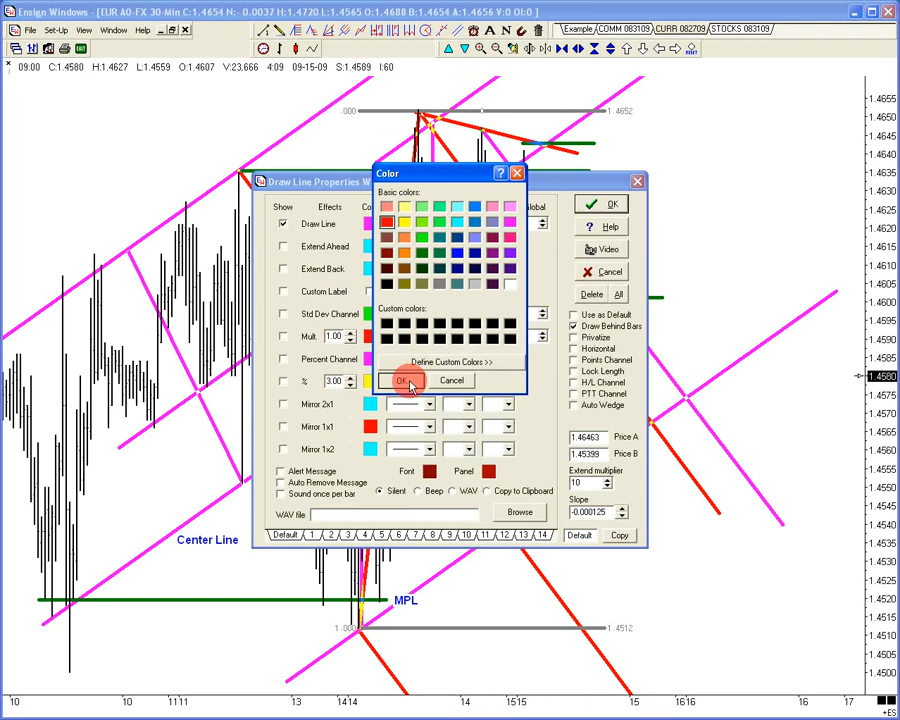 Ensign Windows - [EUR A0-FX 30-Min C:1.4654 N:- 0.0037 H:1.4720 L:1.4565 O:1.4688 B:1.4654 A:1.4656 V:0 OI:0 ]
File Set-Up View Windows Help
Example COMM 083109 CURR 082709 STOCKS 083109
09:00 C:1.4580 H:1.4627 L:1.4559 O:1.4607 V:23,666 4:09 09-15-09 S:1.4589 I:60
.000
1.4652
1.4655
1.4650
1.4645
1.4640
1.4635
1.4630
1.4625
1.4620
1.4615
1.4610
1.4605
1.4600
1.4595
1.4590
1.4585
1.4580
1.4575
1.4570
1.4565
1.4560
1.4555
1.4550
1.4545
1.4540
1.4535
1.4530
1.4525
1.4520
1.4515
1.4510
1.4505
1.4500
Draw Line Properties W
Color
Basic colors:
Custom colors:
Define Custom Colors >>
OK Cancel
Show Effects Co
Global
Draw Line
Extend Ahead
Extend Back
Custom Label
Std Dev Channel
Mult. 1.00
Percent Channel
% 3.00
Mirror 2x1
Mirror 1x1
Mirror 1x2
Alert Message
Auto Remove Message
Sound once per bar
Font Panel
Silent Beep WAV Copy to Clipboard
WAV file
Browse
Default 1 2 3 4 5 6 7 8 9 10 11 12 13 14
OK
Help
Video
Cancel
Delete All
Use as Default
Draw Behind Bars
Privatize
Horizontal
Points Channel
Lock Length
H/L Channel
PTT Channel
Auto Wedge
1.46463 Price A
1.45399 Price B
Extend multiplier
10
Slope
-0.000125
Default Copy
Center Line
MPL
1.000
1.4512
10 10 1111 13 1414 14 1515 15 1616 16 17
+ES